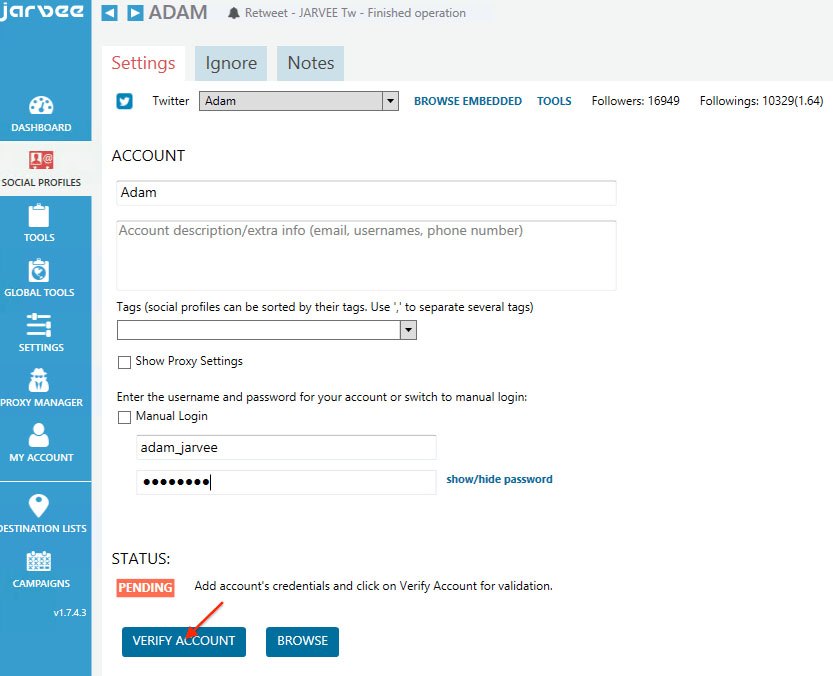 jarvee
ADAM
Retweet - JARVEE Tw - Finished operation
Settings
Ignore
Notes
Twitter
Adam
BROWSE EMBEDDED
TOOLS
Followers: 16949
Followings: 10329(1.64)
DASHBOARD
SOCIAL PROFILES
TOOLS
GLOBAL TOOLS
SETTINGS
PROXY MANAGER
MY ACCOUNT
DESTINATION LISTS
CAMPAIGNS
v1.7.4.3
ACCOUNT
Adam
Account description/extra info (email, usernames, phone number)
Tags (social profiles can be sorted by their tags. Use ',' to separate several tags)
Show Proxy Settings
Enter the username and password for your account or switch to manual login:
Manual Login
adam_jarvee
●●●●●●●●
show/hide password
STATUS:
PENDING
Add account's credentials and click on Verify Account for validation.
VERIFY ACCOUNT
BROWSE